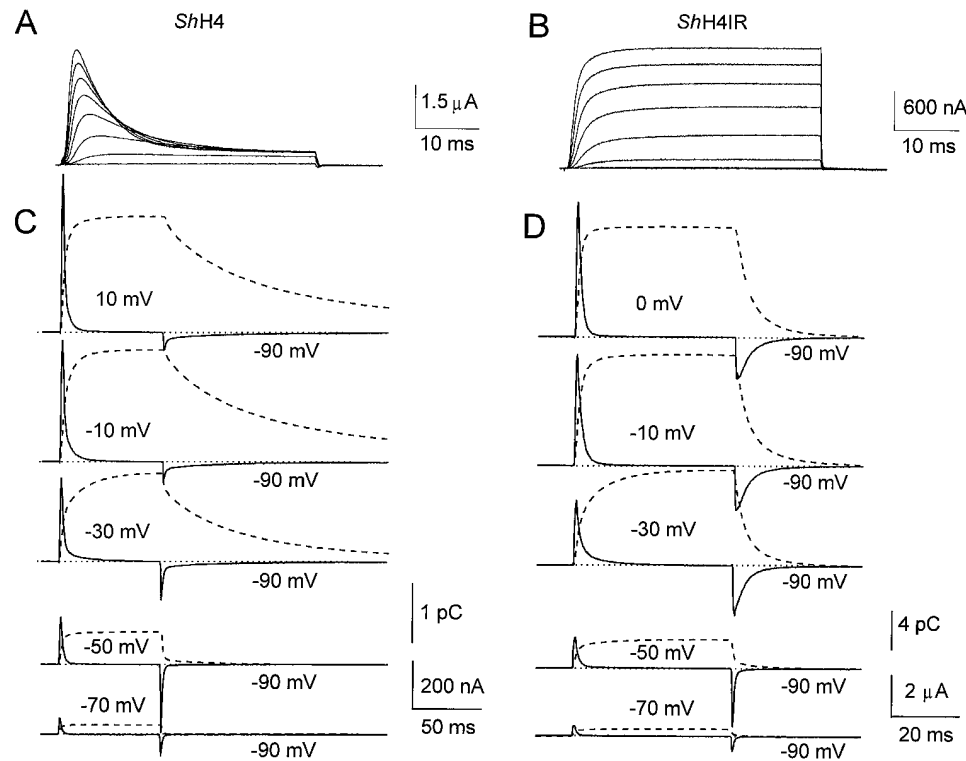 A
ShH4
1.5 μA
10 ms
B
ShH4IR
600 nA
10 ms
C
10 mV
-90 mV
-10 mV
-90 mV
-30 mV
-90 mV
-50 mV
-90 mV
-70 mV
-90 mV
1 pC
200 nA
50 ms
D
0 mV
-90 mV
-10 mV
-90 mV
-30 mV
-90 mV
-50 mV
-90 mV
-70 mV
-90 mV
4 pC
2 μA
20 ms